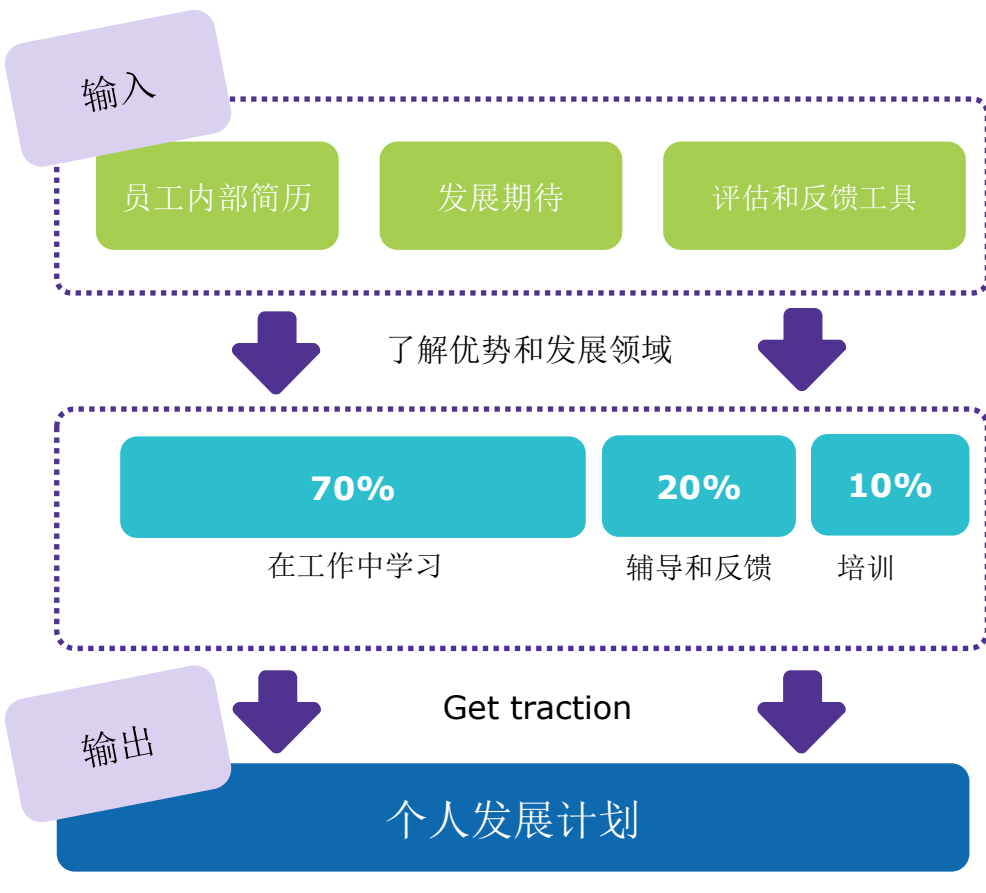 输入
员工内部简历
发展期待
评估和反馈工具
了解优势和发展领域
70%
20%
10%
在工作中学习
辅导和反馈
培训
Get traction
输出
个人发展计划